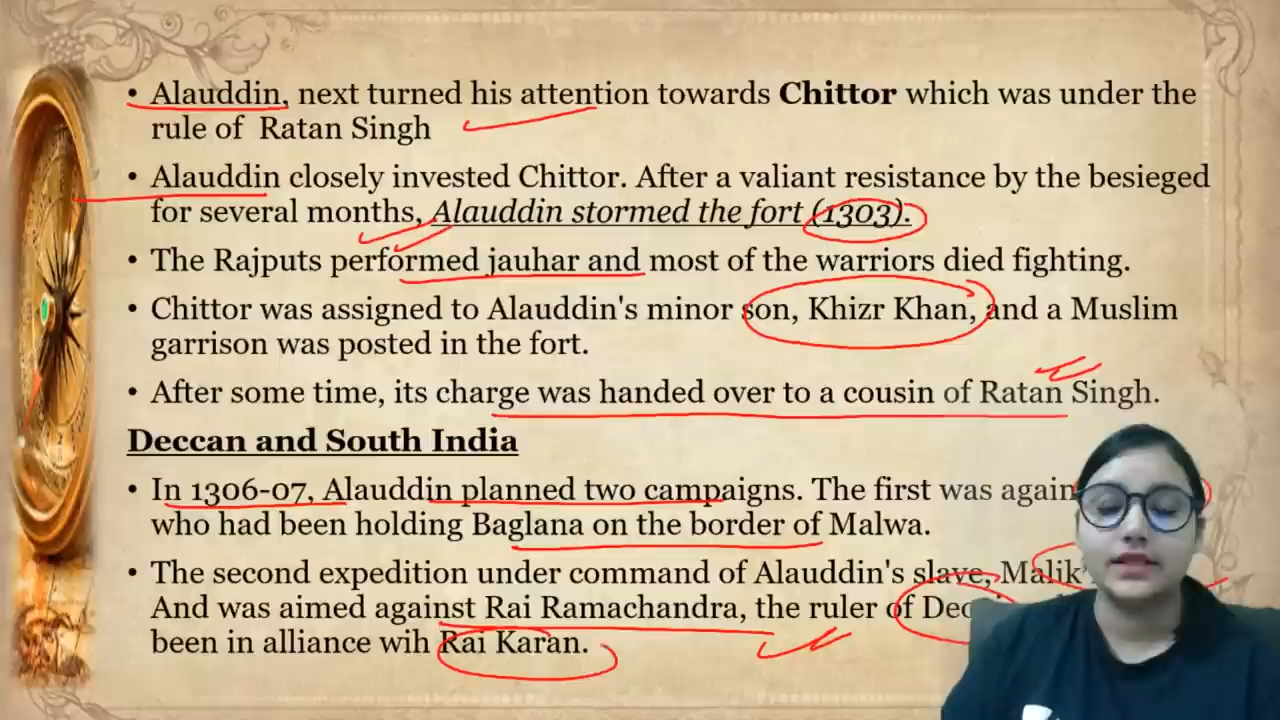 • Alauddin, next turned his attention towards Chittor which was under the
rule of Ratan Singh
• Alauddin closely invested Chittor. After a valiant resistance by the besieged
for several months, Alauddin stormed the fort (1303).
• The Rajputs performed jauhar and most of the warriors died fighting.
• Chittor was assigned to Alauddin's minor son, Khizr Khan, and a Muslim
garrison was posted in the fort.
• After some time, its charge was handed over to a cousin of Ratan Singh.
Deccan and South India
• In 1306-07, Alauddin planned two campaigns. The first was
who had been holding Baglana on the border of Malwa.
• The second expedition under command of Alauddin's slave, Malik
And was aimed against Rai Ramachandra, the ruler of
been in alliance wih Rai Karan.